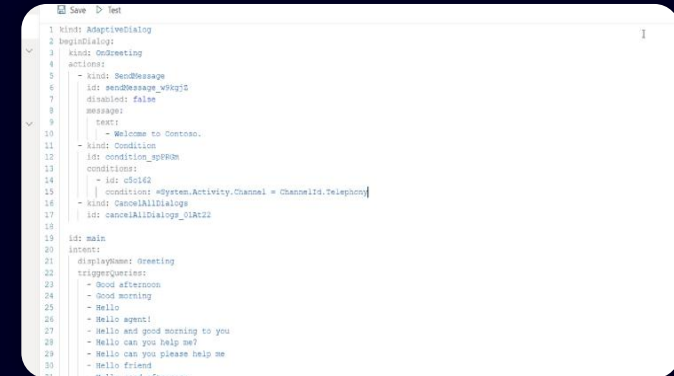 Save Test
1 kind: AdaptiveDialog
2 beginDialog:
3 kind: OnGreeting
4 actions:
5 - kind: SendMessage
6 id: sendMessage_w9kgjZ
7 disabled: false
8 message:
9 text:
10 - Welcome to Contoso.
11 - kind: Condition
12 id: condition_spPRGm
13 conditions:
14 - id: c5o162
15 condition: =System.Activity.Channel = ChannelId.Telephony
16 - kind: CancelAllDialogs
17 id: cancelAllDialogs_01At22
18
19 id: main
20 intent:
21 displayName: Greeting
22 triggerQueries:
23 - Good afternoon
24 - Good morning
25 - Hello
26 - Hello agent!
27 - Hello and good morning to you
28 - Hello can you help me?
29 - Hello can you please help me
30 - Hello friend